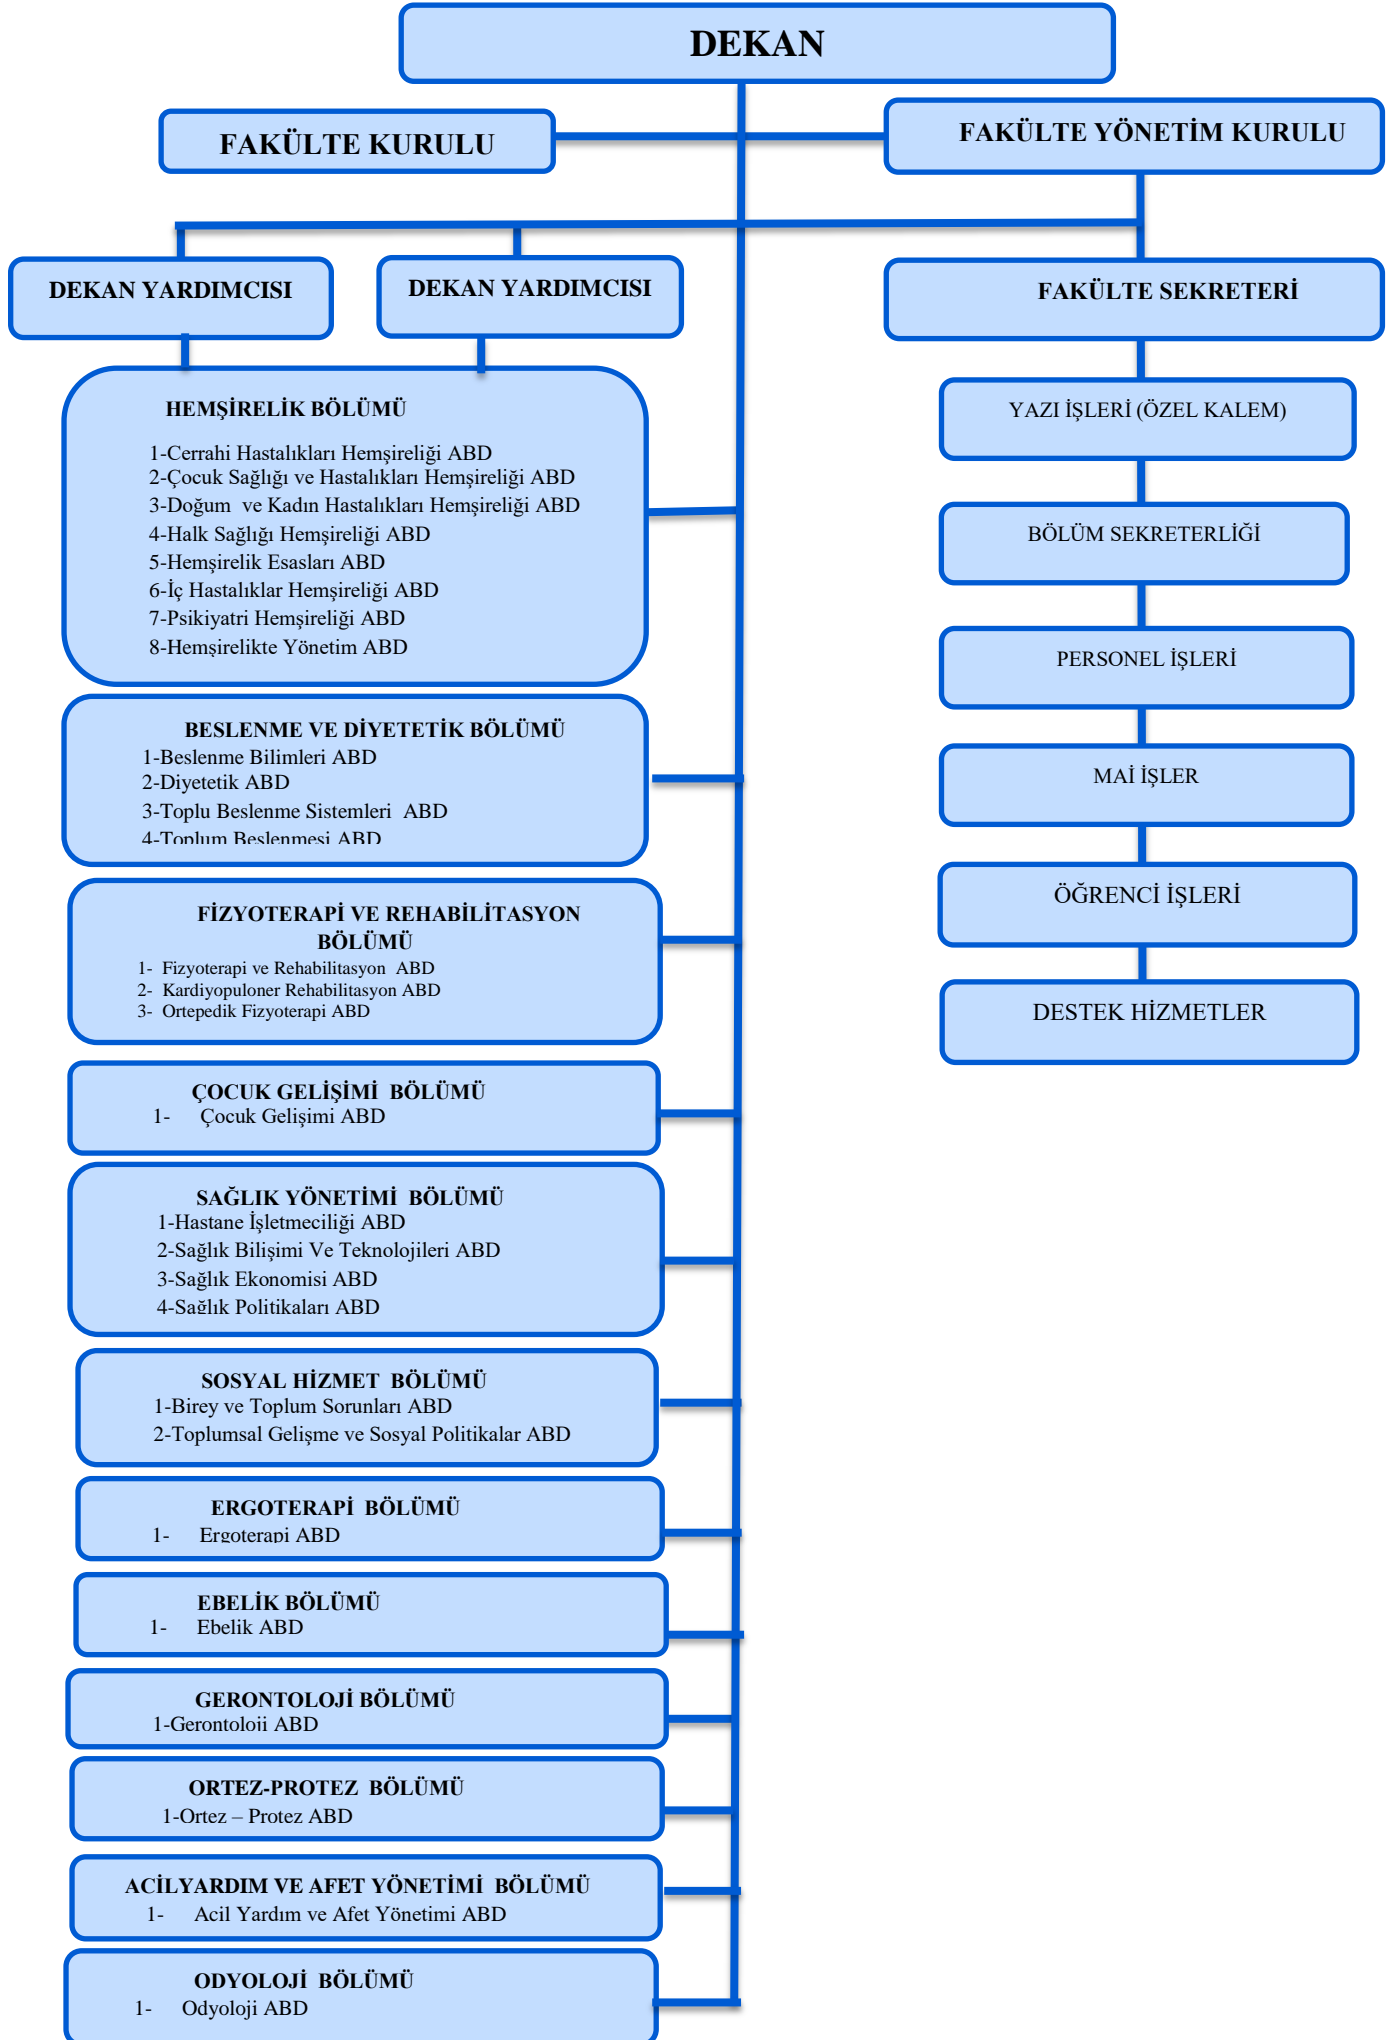 DEKAN
FAKÜLTE KURULU
FAKÜLTE YÖNETİM KURULU
DEKAN YARDIMCISI
DEKAN YARDIMCISI
FAKÜLTE SEKRETERİ
HEMŞİRELİK BÖLÜMÜ
1-Cerrahi Hastalıkları Hemşireliği ABD
2-Çocuk Sağlığı ve Hastalıkları Hemşireliği ABD
3-Doğum  ve Kadın Hastalıkları Hemşireliği ABD
4-Halk Sağlığı Hemşireliği ABD
5-Hemşirelik Esasları ABD
6-İç Hastalıklar Hemşireliği ABD
7-Psikiyatri Hemşireliği ABD
8-Hemşirelikte Yönetim ABD
BESLENME VE DİYETETİK BÖLÜMÜ
1-Beslenme Bilimleri ABD
2-Diyetetik ABD
3-Toplu Beslenme Sistemleri  ABD
4-Toplum Beslenmesi ABD
FİZYOTERAPİ VE REHABİLİTASYON
BÖLÜMÜ
1-  Fizyoterapi ve Rehabilitasyon  ABD
2-  Kardiyopuloner Rehabilitasyon ABD
3-  Ortepedik Fizyoterapi ABD
ÇOCUK GELİŞİMİ  BÖLÜMÜ
1-     Çocuk Gelişimi ABD
SAĞLIK YÖNETİMİ  BÖLÜMÜ
1-Hastane İşletmeciliği ABD
2-Sağlık Bilişimi Ve Teknolojileri ABD
3-Sağlık Ekonomisi ABD
4-Sağlık Politikaları ABD
SOSYAL HİZMET  BÖLÜMÜ
1-Birey ve Toplum Sorunları ABD
2-Toplumsal Gelişme ve Sosyal Politikalar ABD
ERGOTERAPİ  BÖLÜMÜ
1-     Ergoterapi ABD
EBELİK BÖLÜMÜ
1-     Ebelik ABD
GERONTOLOJİ BÖLÜMÜ
1-Gerontoloji ABD
ORTEZ-PROTEZ  BÖLÜMÜ
1-Ortez – Protez ABD
ACİLYARDIM VE AFET YÖNETİMİ  BÖLÜMÜ
1-     Acil Yardım ve Afet Yönetimi ABD
ODYOLOJİ  BÖLÜMÜ
1-     Odyoloji ABD
YAZI İŞLERİ (ÖZEL KALEM)
BÖLÜM SEKRETERLİĞİ
PERSONEL İŞLERİ
MAİ İŞLER
ÖĞRENCİ İŞLERİ
DESTEK HİZMETLER